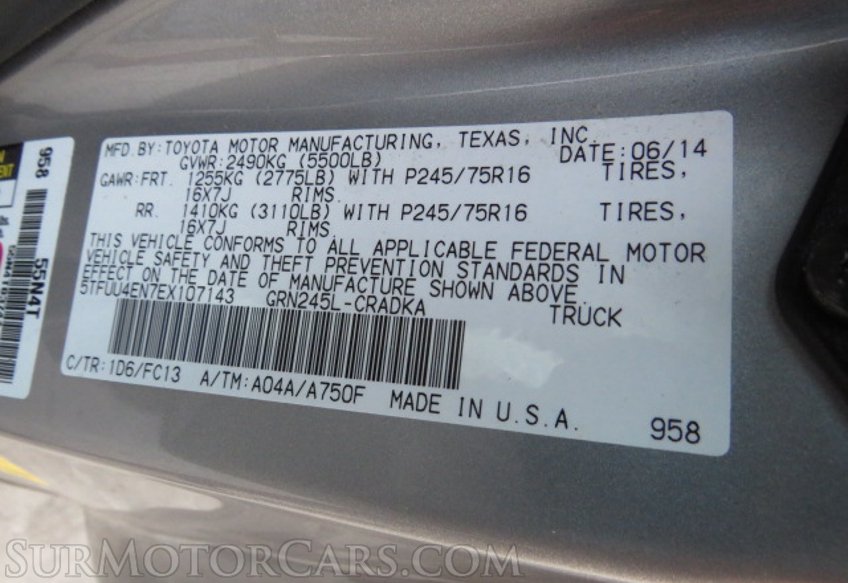 MFD.BY:TOYOTA MOTOR MANUFACTURING, TEXAS, INC.
GVWR:2490KG (5500LB) DATE:06/14
GAWR:FRT. 1255KG (2775LB) WITH P245/75R16 TIRES,
16X7J RIMS.
RR. 1410KG (3110LB) WITH P245/75R16 TIRES,
16X7J RIMS.
THIS VEHICLE CONFORMS TO ALL APPLICABLE FEDERAL MOTOR
VEHICLE SAFETY AND THEFT PREVENTION STANDARDS IN
EFFECT ON THE DATE OF MANUFACTURE SHOWN ABOVE.
5TFUU4EN7EX107143 GRN245L-CRADKA TRUCK
C/TR:1D6/FC13 A/TM:A04A/A750F MADE IN U.S.A. 958
958
55N4T
SurMotorCars.com